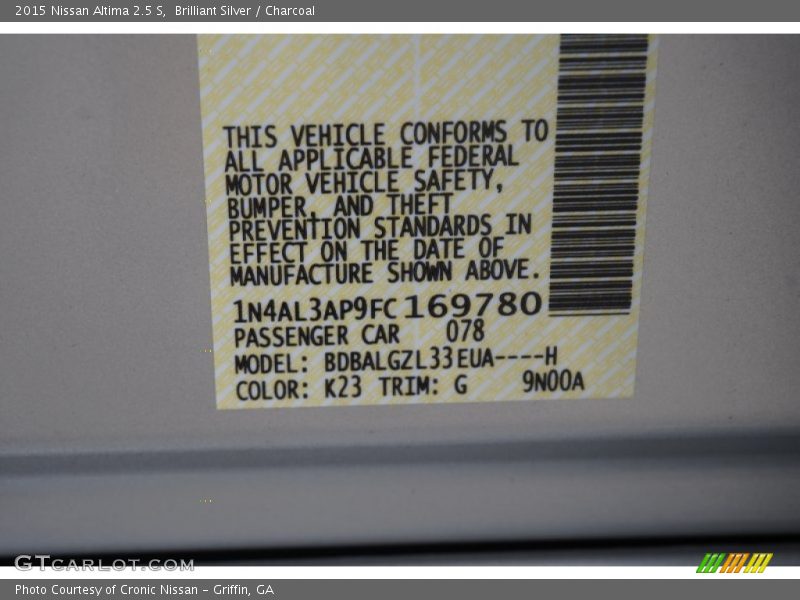 2015 Nissan Altima 2.5 S, Brilliant Silver / Charcoal
THIS VEHICLE CONFORMS TO
ALL APPLICABLE FEDERAL
MOTOR VEHICLE SAFETY,
BUMPER, AND THEFT
PREVENTION STANDARDS IN
EFFECT ON THE DATE OF
MANUFACTURE SHOWN ABOVE.
1N4AL3AP9FC169780
PASSENGER CAR 078
MODEL: BDBALGZL33EUA----H
COLOR: K23 TRIM: G 9N00A
GTCARLOT.COM
Photo Courtesy of Cronic Nissan - Griffin, GA